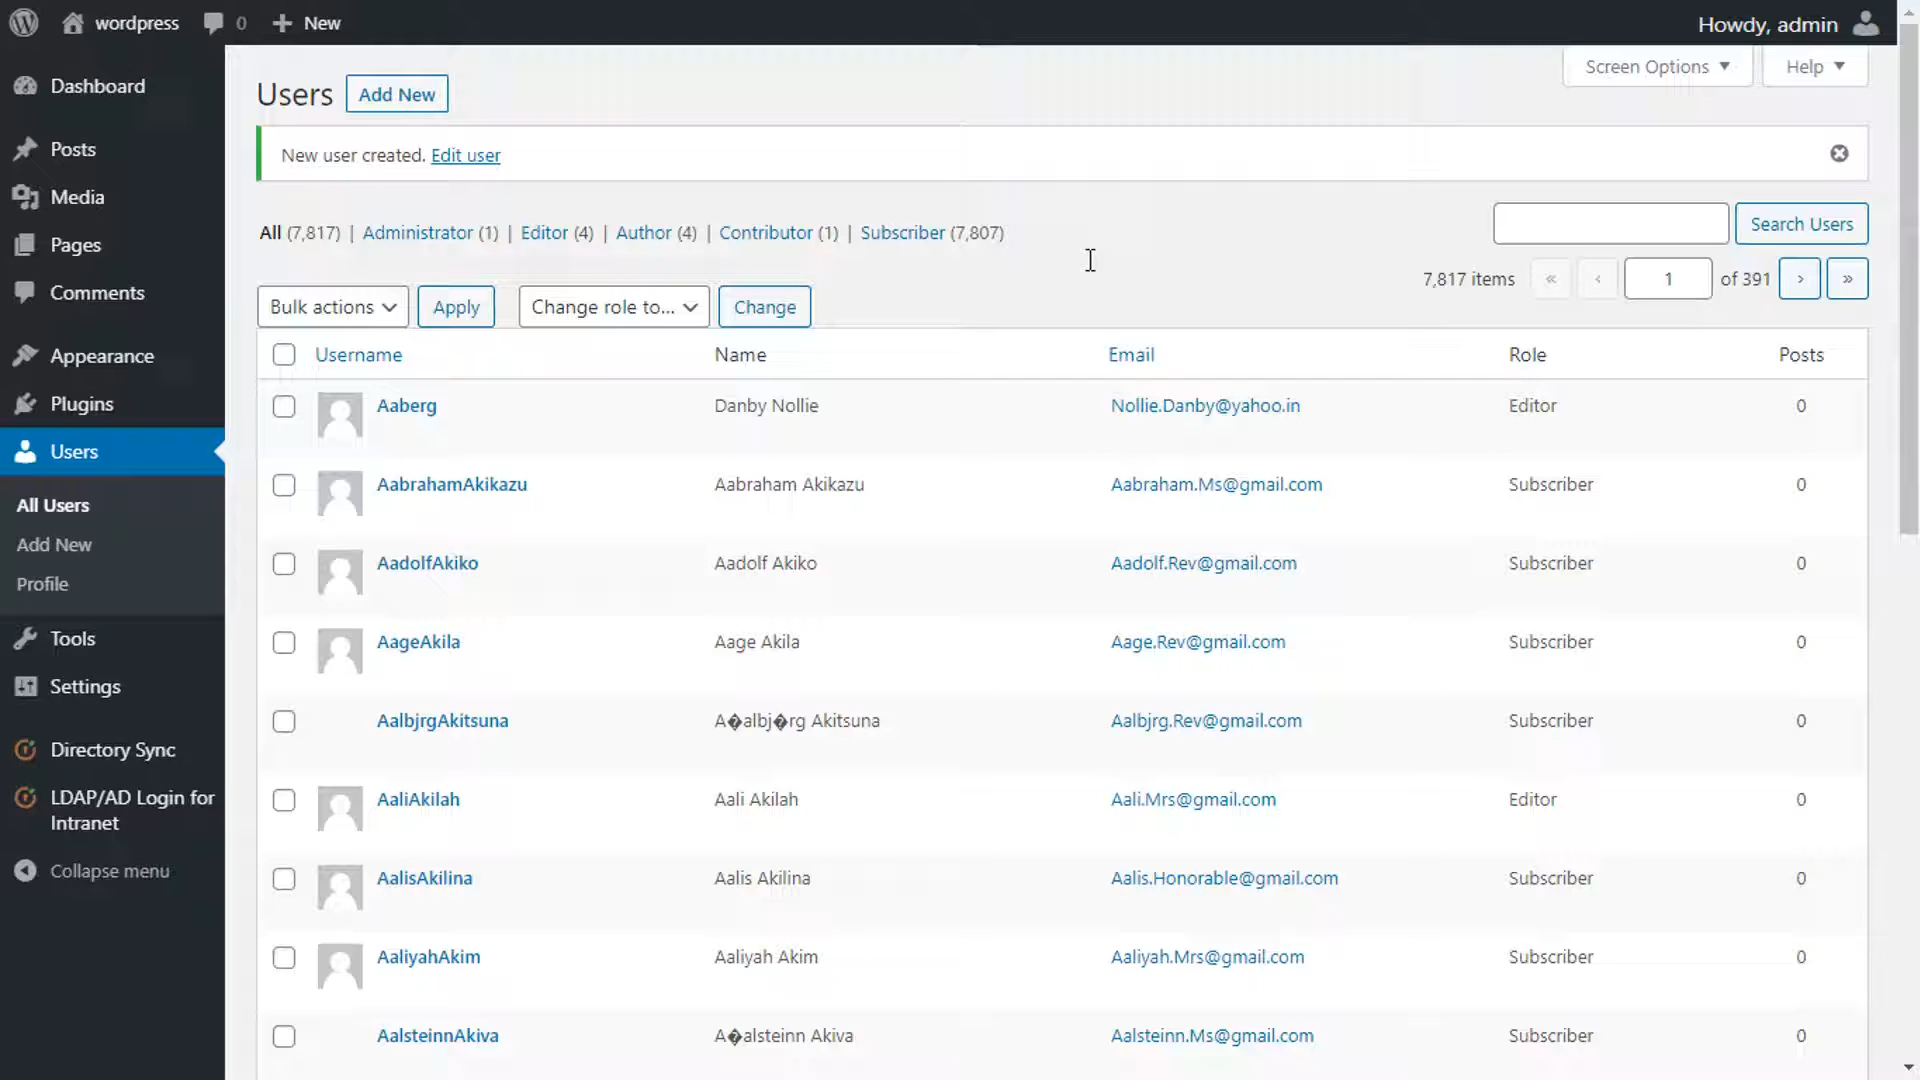 wordpress 0 New Howdy, admin
Dashboard
Posts
Media
Pages
Comments
Appearance
Plugins
Users
All Users
Add New
Profile
Tools
Settings
Directory Sync
LDAP/AD Login for
Intranet
Collapse menu
Screen Options Help
Users Add New
New user created. Edit user
All (7,817) | Administrator (1) | Editor (4) | Author (4) | Contributor (1) | Subscriber (7,807)
Search Users
7,817 items « ‹ 1 of 391 › »
Bulk actions Apply Change role to... Change
Username Name Email Role Posts
Aaberg Danby Nollie Nollie.Danby@yahoo.in Editor 0
AabrahamAkikazu Aabraham Akikazu Aabraham.Ms@gmail.com Subscriber 0
AadolfAkiko Aadolf Akiko Aadolf.Rev@gmail.com Subscriber 0
AageAkila Aage Akila Aage.Rev@gmail.com Subscriber 0
AalbjrgAkitsuna A�albj�rg Akitsuna Aalbjrg.Rev@gmail.com Subscriber 0
AaliAkilah Aali Akilah Aali.Mrs@gmail.com Editor 0
AalisAkilina Aalis Akilina Aalis.Honorable@gmail.com Subscriber 0
AaliyahAkim Aaliyah Akim Aaliyah.Mrs@gmail.com Subscriber 0
AalsteinnAkiva A�alsteinn Akiva Aalsteinn.Ms@gmail.com Subscriber 0